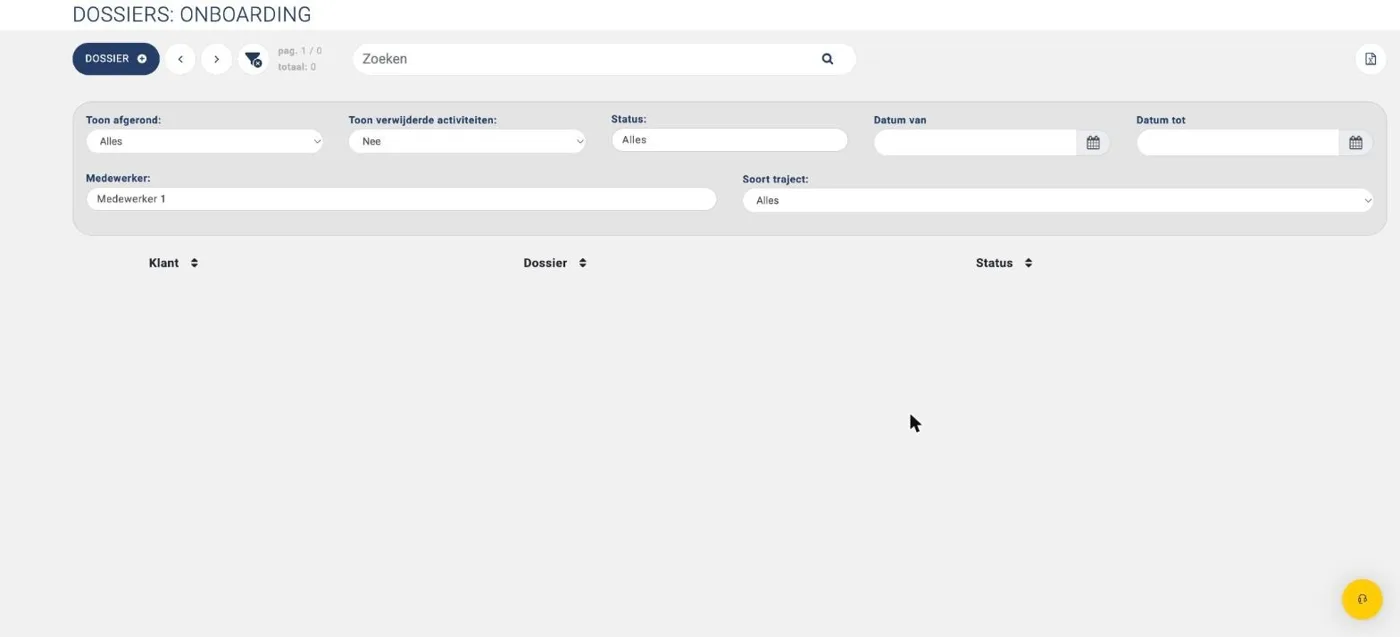 DOSSIERS: ONBOARDING
DOSSIER
pag. 1 / 0
totaal: 0
Zoeken
Toon afgerond:
Toon verwijderde activiteiten:
Status:
Datum van
Datum tot
Alles
Nee
Alles
Medewerker:
Soort traject:
Medewerker 1
Alles
Klant
Dossier
Status